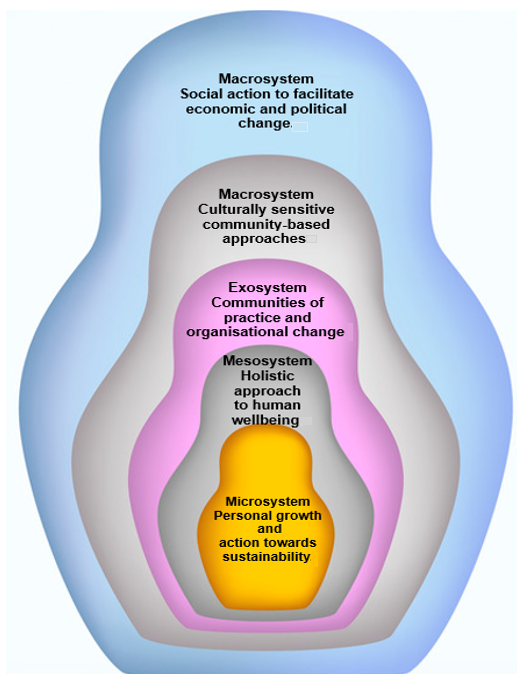 Macrosystem
Social action to facilitate
economic and political
change.
Macrosystem
Culturally sensitive
community-based
approaches
Exosystem
Communities of
practice and
organisational change
Mesosystem
Holistic
approach
to human
wellbeing
Microsystem
Personal growth
and
action towards
sustainability